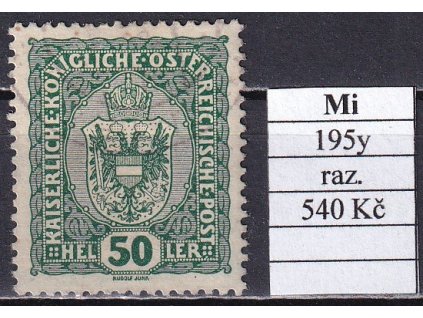 KAISERLICHE·KÖNIGLICHE·ÖSTERREICHISCHE·POST
HEL 50 LER
RUDOLF JUNK
Mi
195y
raz.
540 Kč